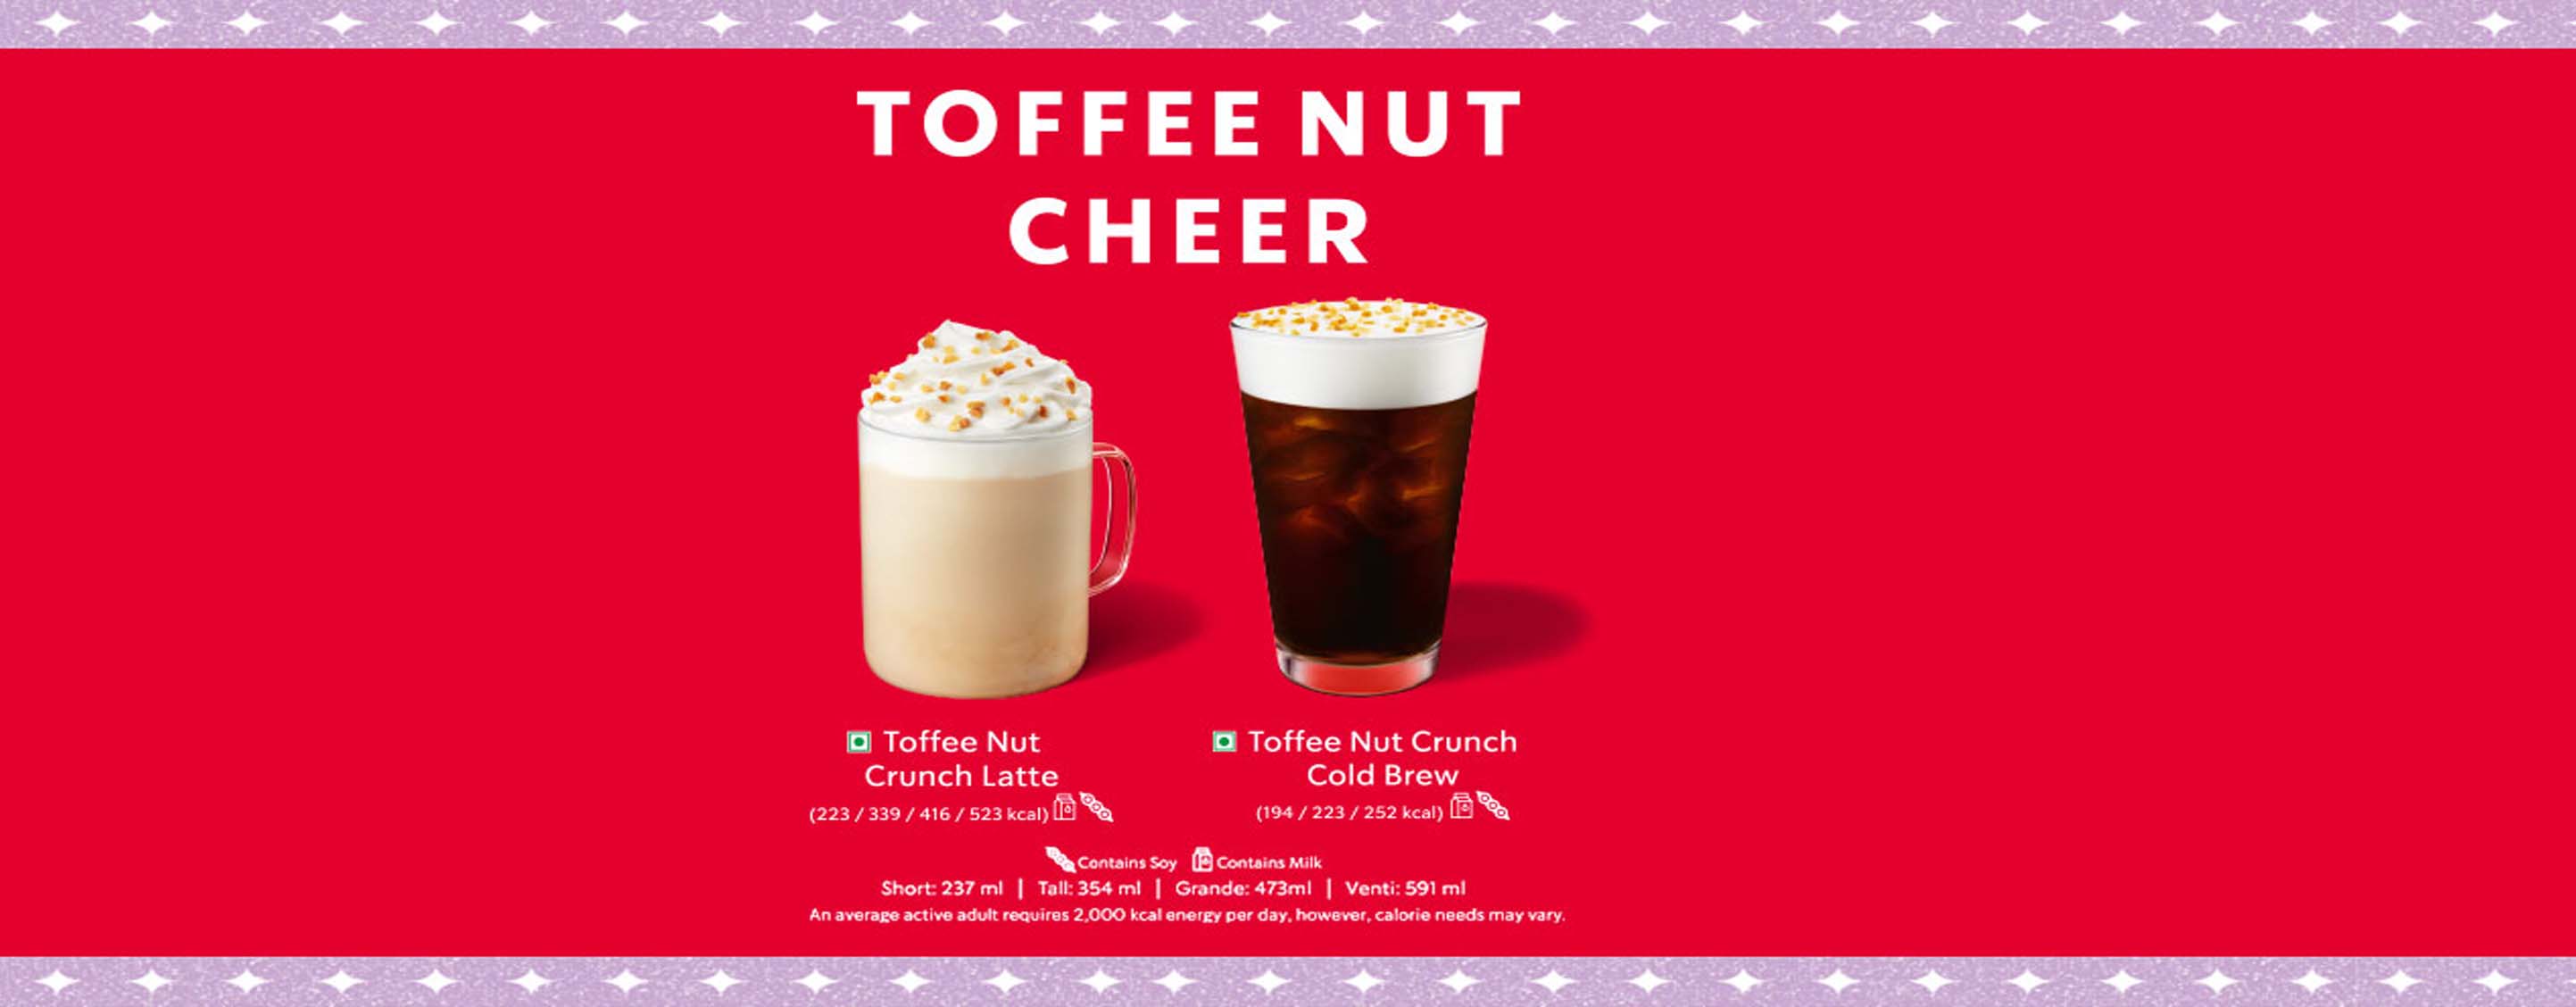 TOFFEE NUT
CHEER
Toffee Nut
Crunch Latte
(223 / 339 / 416 / 523 kcal)
Toffee Nut Crunch
Cold Brew
(194 / 223 / 252 kcal)
Contains Soy Contains Milk
Short: 237 ml | Tall: 354 ml | Grande: 473ml | Venti: 591 ml
An average active adult requires 2,000 kcal energy per day, however, calorie needs may vary.